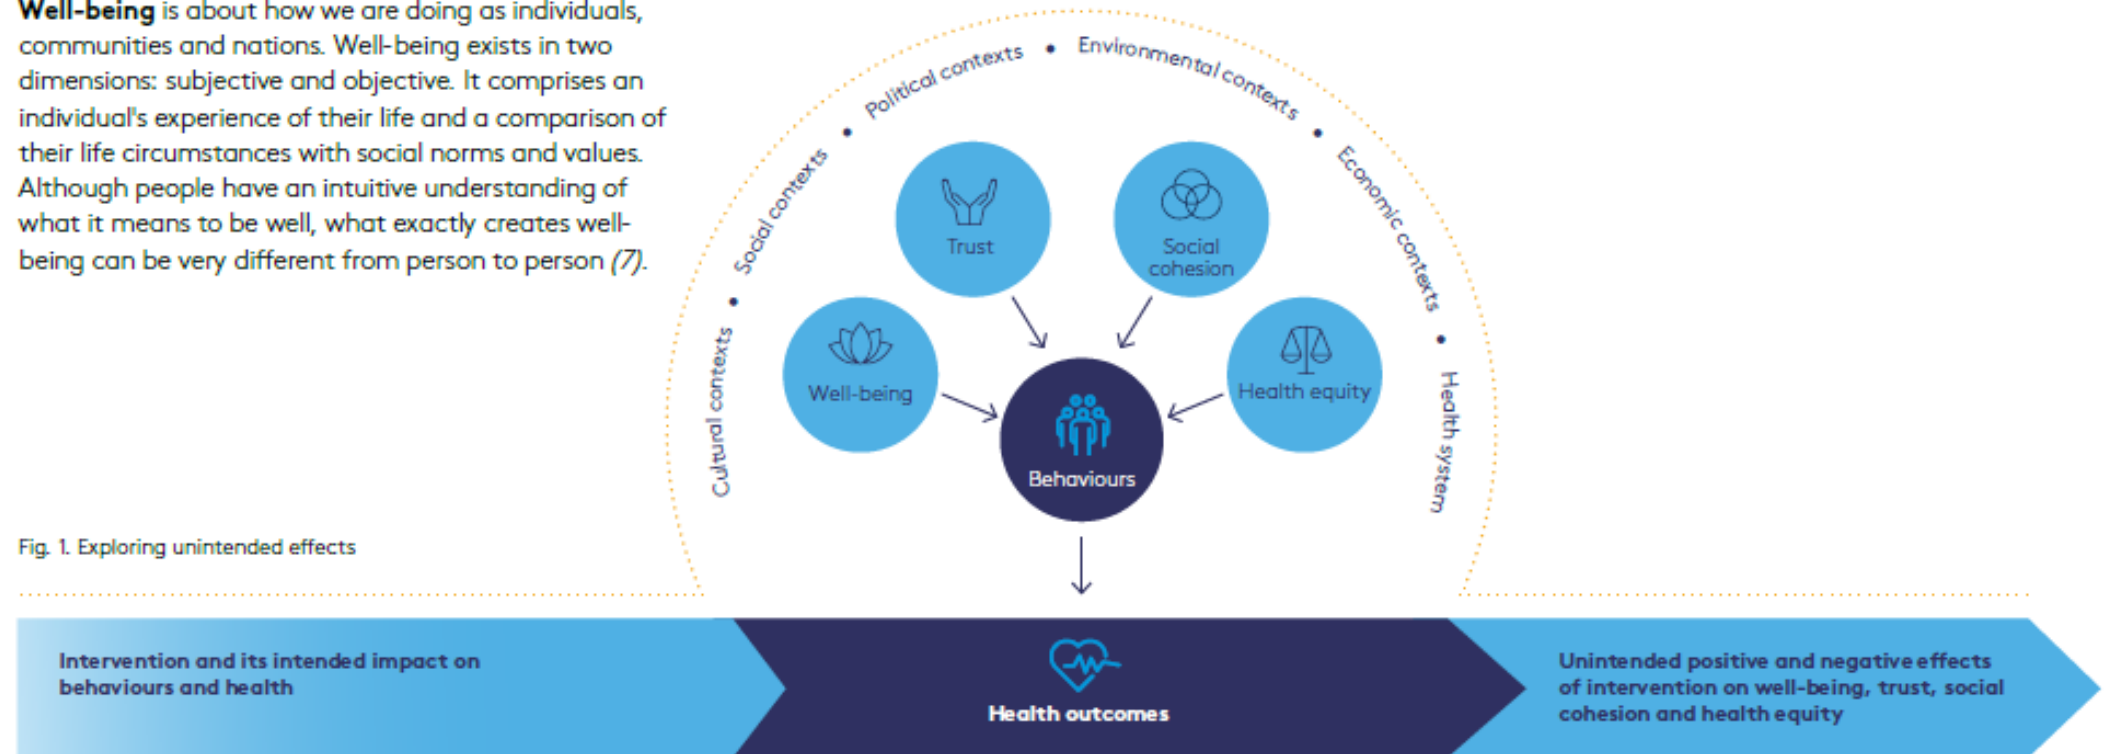 Well-being is about how we are doing as individuals,
communities and nations. Well-being exists in two
dimensions: subjective and objective. It comprises an
individual's experience of their life and a comparison of
their life circumstances with social norms and values.
Although people have an intuitive understanding of
what it means to be well, what exactly creates well-
being can be very different from person to person (7).
Fig. 1. Exploring unintended effects
Cultural contexts • Social contexts • Political contexts • Environmental contexts • Economic contexts • Health system
Well-being
Trust
Social
cohesion
Health equity
Behaviours
Intervention and its intended impact on
behaviours and health
Health outcomes
Unintended positive and negative effects
of intervention on well-being, trust, social
cohesion and health equity